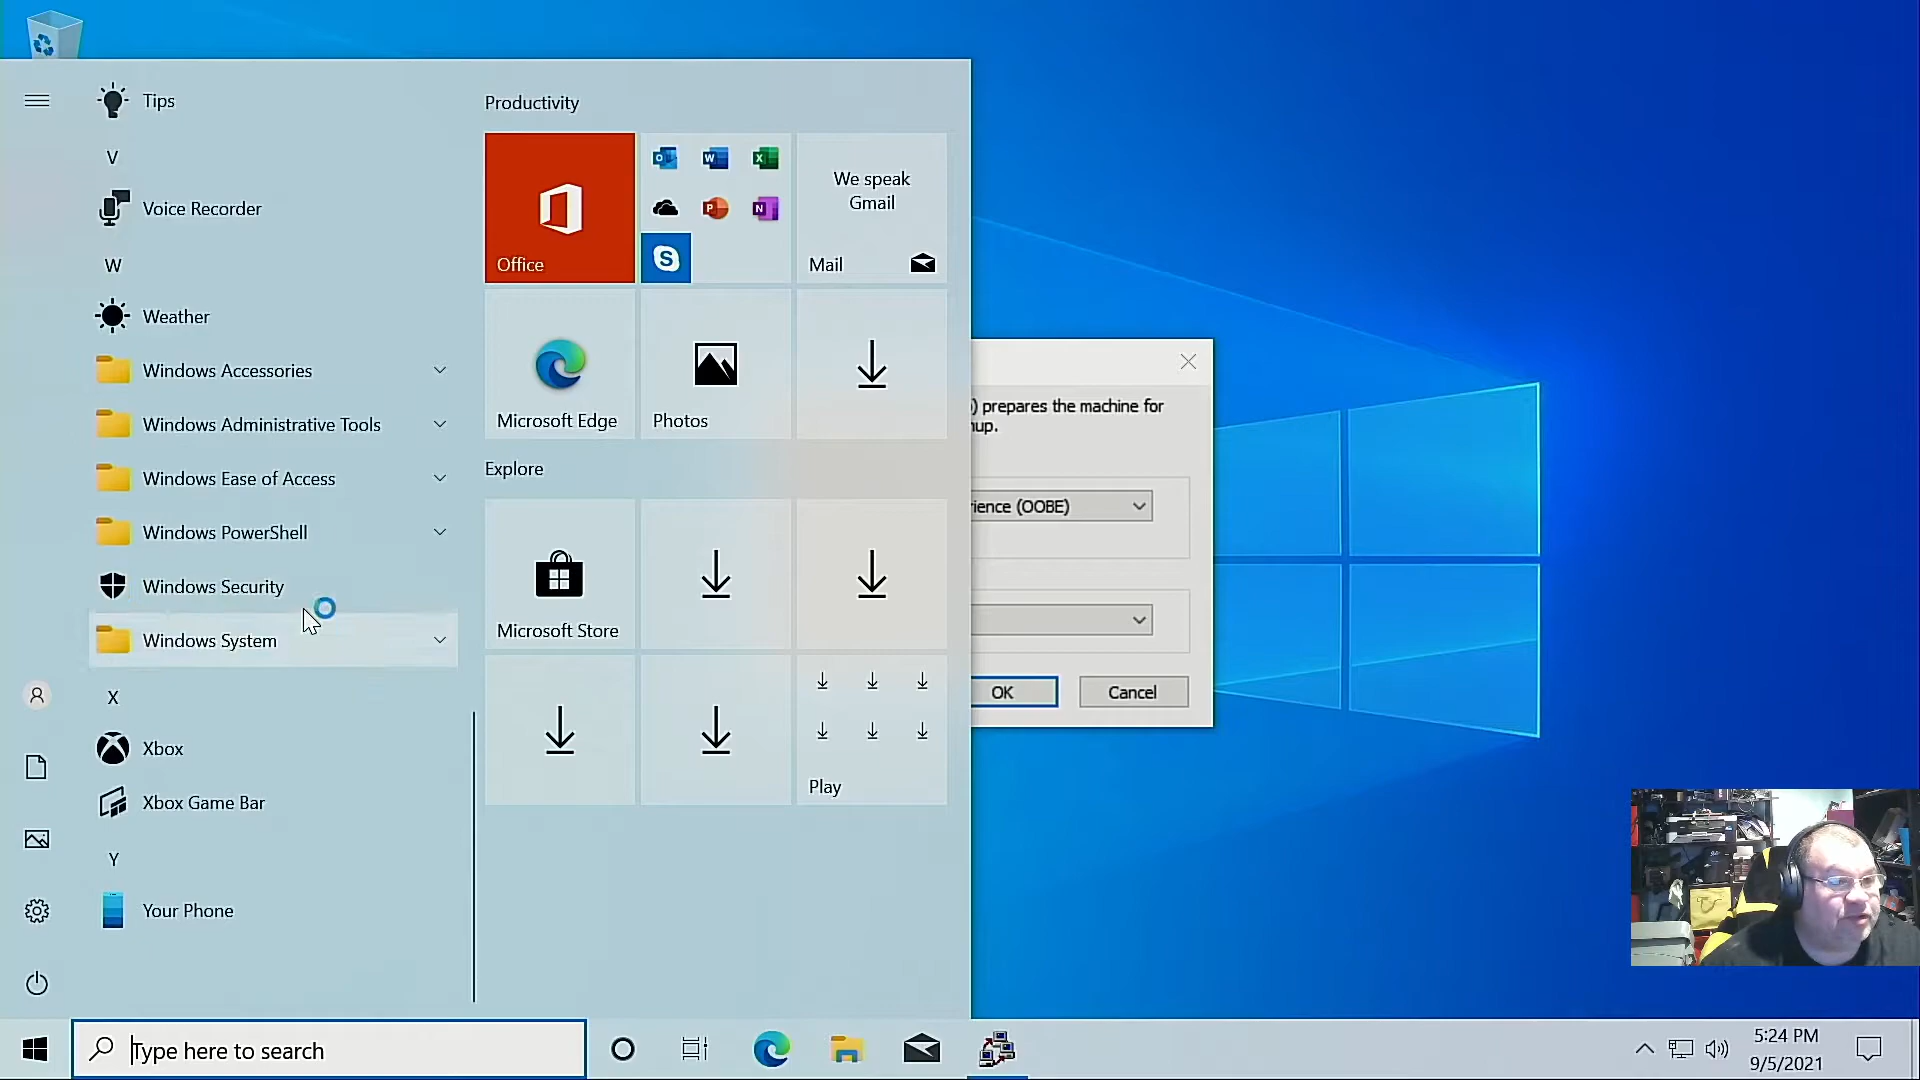 Tips
V
Voice Recorder
W
Weather
Windows Accessories
Windows Administrative Tools
Windows Ease of Access
Windows PowerShell
Windows Security
Windows System
X
Xbox
Xbox Game Bar
Y
Your Phone
Productivity
Office
We speak
Gmail
Mail
Microsoft Edge
Photos
Explore
Microsoft Store
Play
) prepares the machine for
up.
rience (OOBE)
OK
Cancel
Type here to search
5:24 PM
9/5/2021